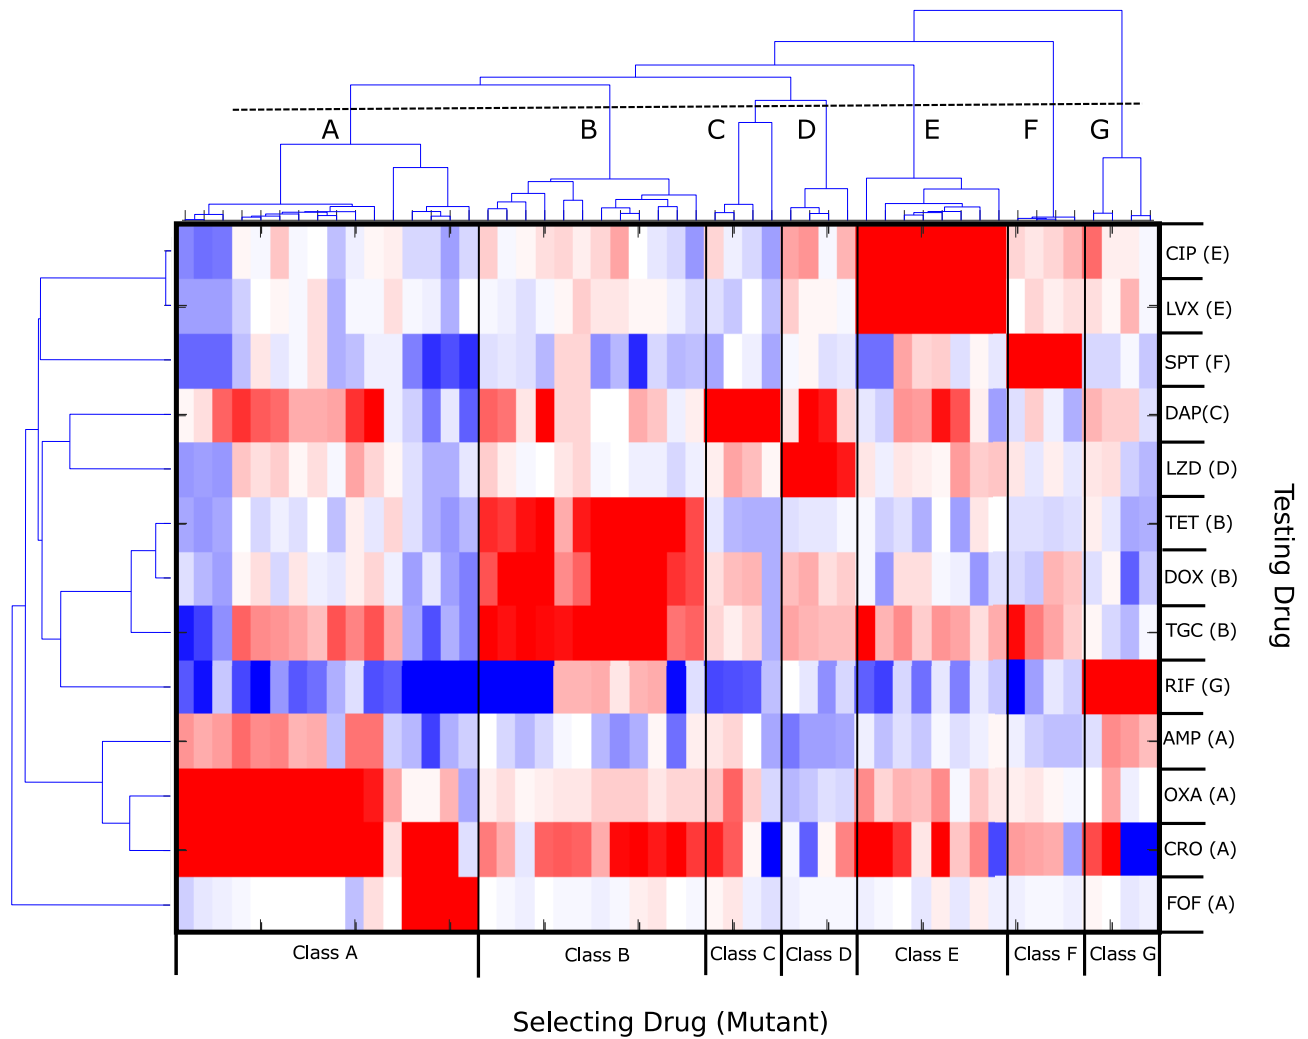 A B C D E F G
CIP (E)
LVX (E)
SPT (F)
DAP(C)
LZD (D)
TET (B)
DOX (B)
TGC (B)
RIF (G)
AMP (A)
OXA (A)
CRO (A)
FOF (A)
Testing Drug
Class A Class B Class C Class D Class E Class F Class G
Selecting Drug (Mutant)